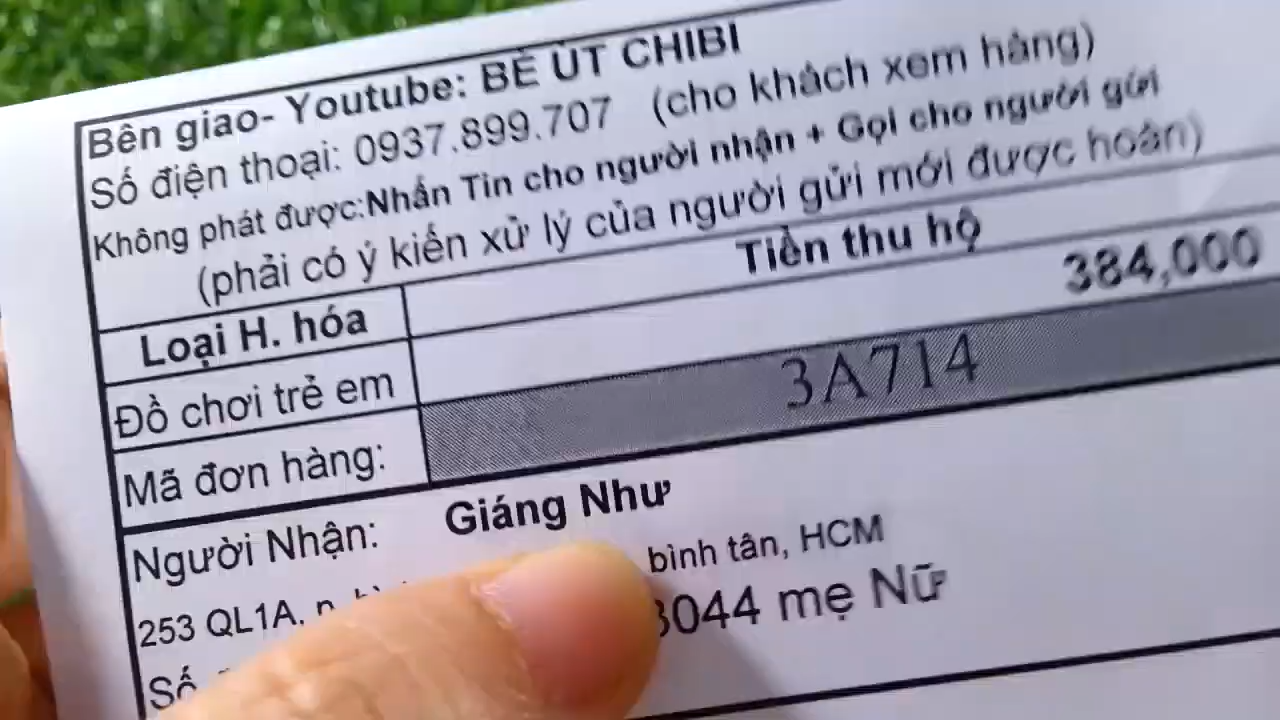 Bên giao- Youtube: BÉ ÚT CHIBI
Số điện thoại: 0937.899.707 (cho khách xem hàng)
Không phát được:Nhắn Tin cho người nhận + Gọi cho người gửi
(phải có ý kiến xử lý của người gửi mới được hoàn)
Loại H. hóa Tiền thu hộ
Đồ chơi trẻ em 384,000
Mã đơn hàng: 3A714
Người Nhận: Giáng Như
253 QL1A, bình tân, HCM
Số 3044 mẹ Nữ